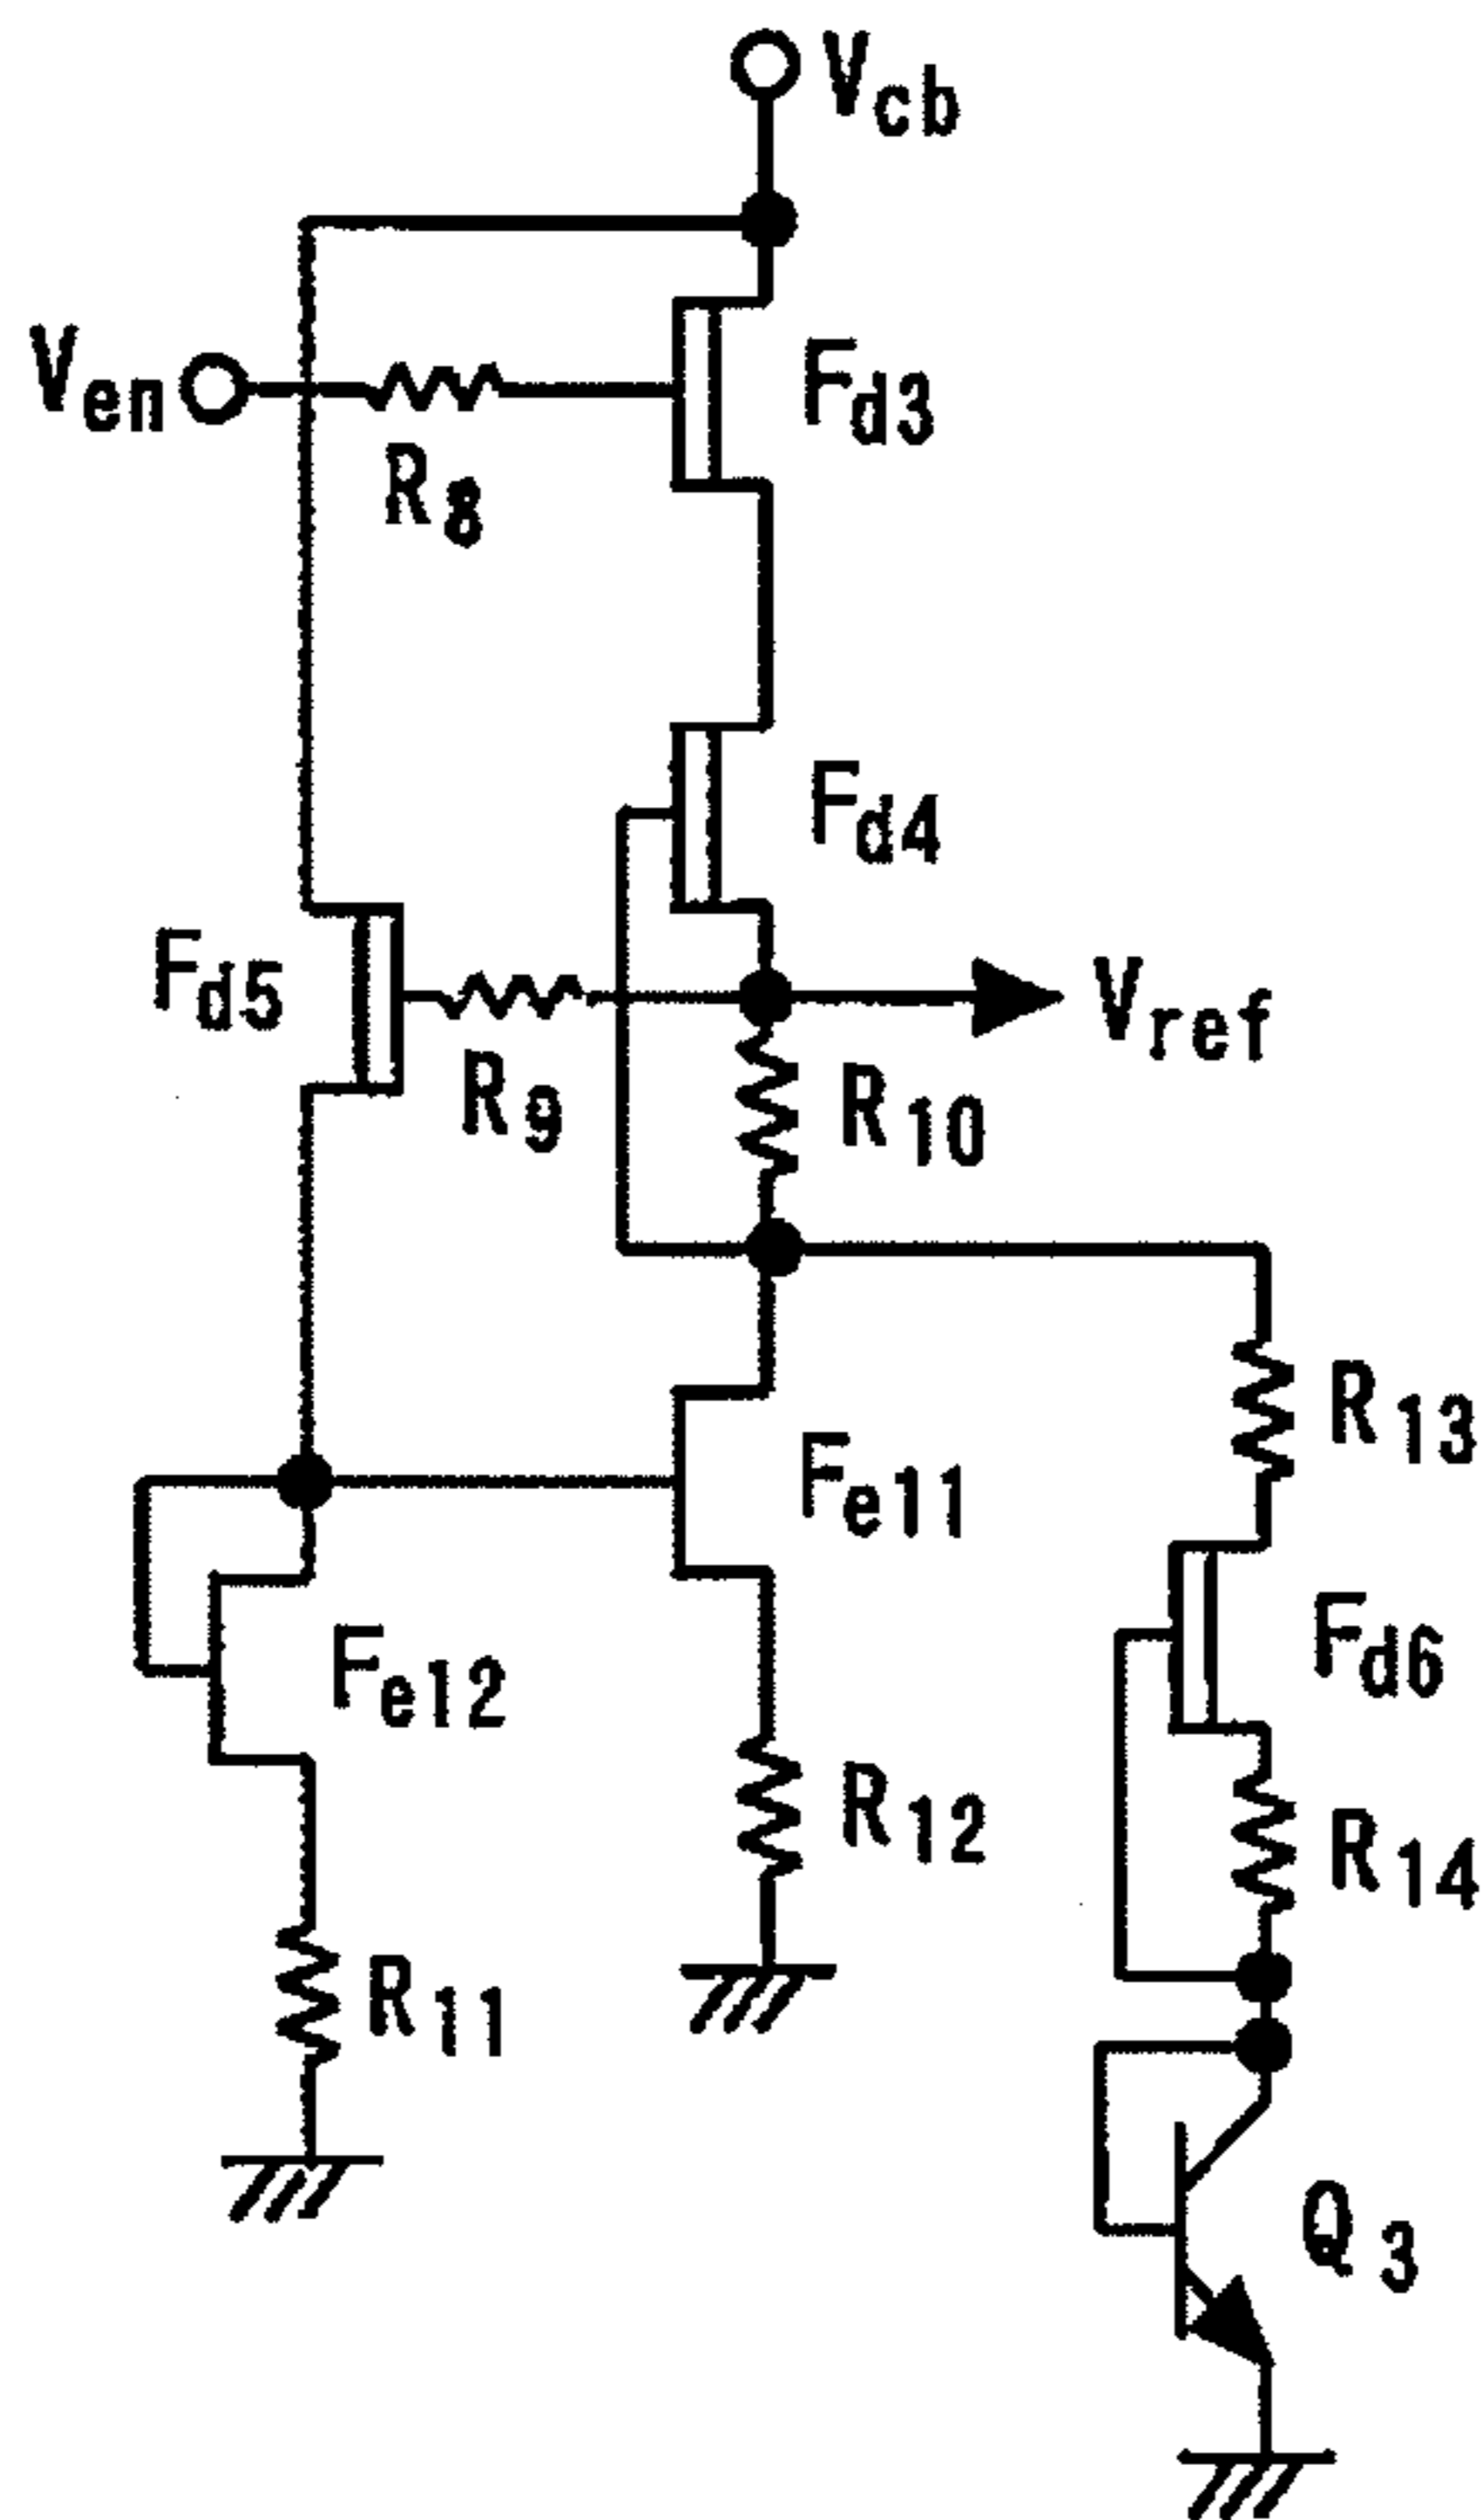 Vcb
Ven
Fd3
R8
Fd4
Fd5
Vref
R9
R10
R13
Fe11
Fd6
Fe12
R12
R14
R11
Q3